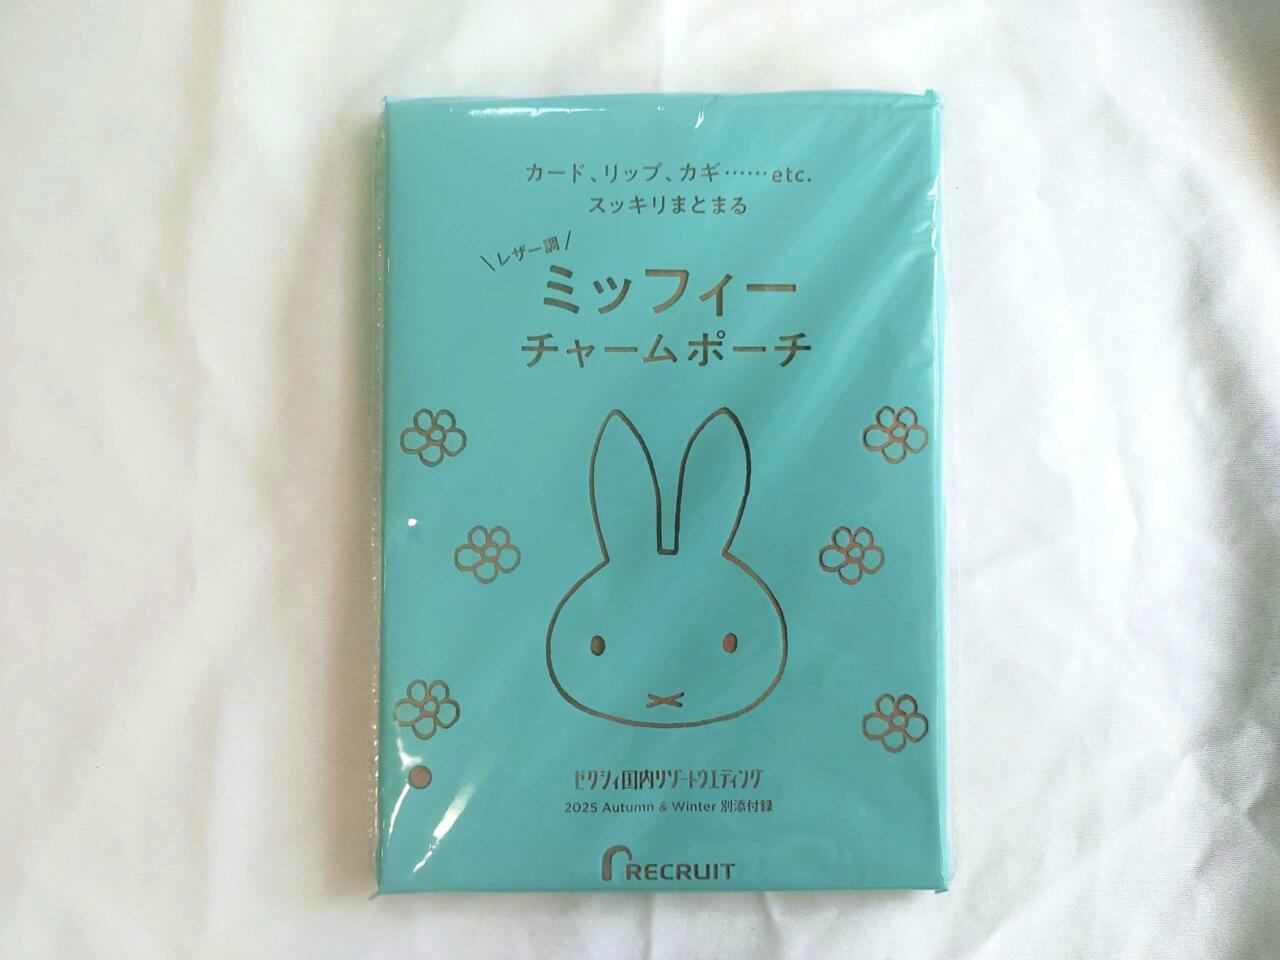 カード、リップ、カギ……etc.
スッキリまとまる
\レザー調/
ミッフィー
チャームポーチ
ゼクシィ国内リゾートウエディング
2025 Autumn & Winter 別添付録
RECRUIT